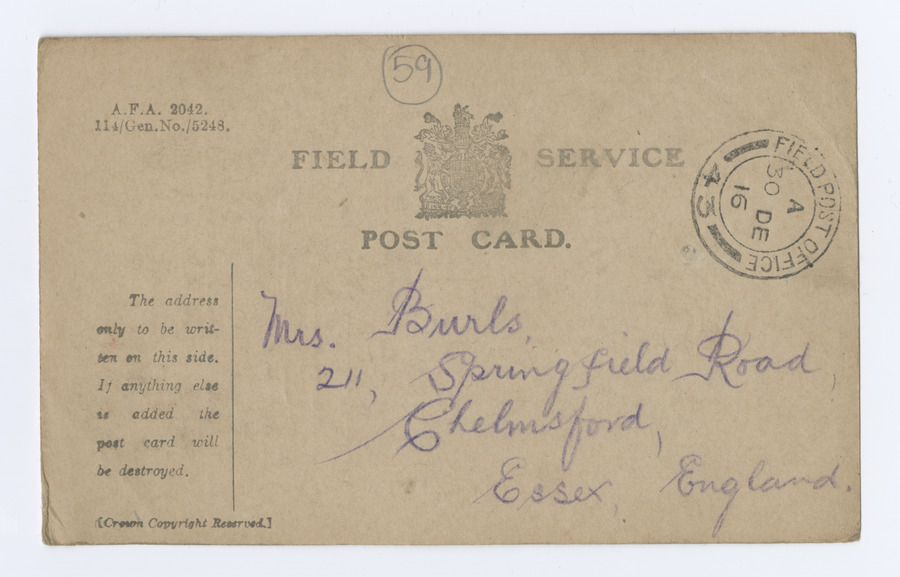 59
A.F.A. 2042.
114/Gen.No./5248.
FIELD SERVICE
POST CARD.
FIELD POST OFFICE
43
A
30 DE
16
The address
only to be writ-
ten on this side.
If anything else
is added the
post card will
be destroyed.
[Crown Copyright Reserved.]
Mrs. Burls,
211, Springfield Road,
Chelmsford,
Essex, England.